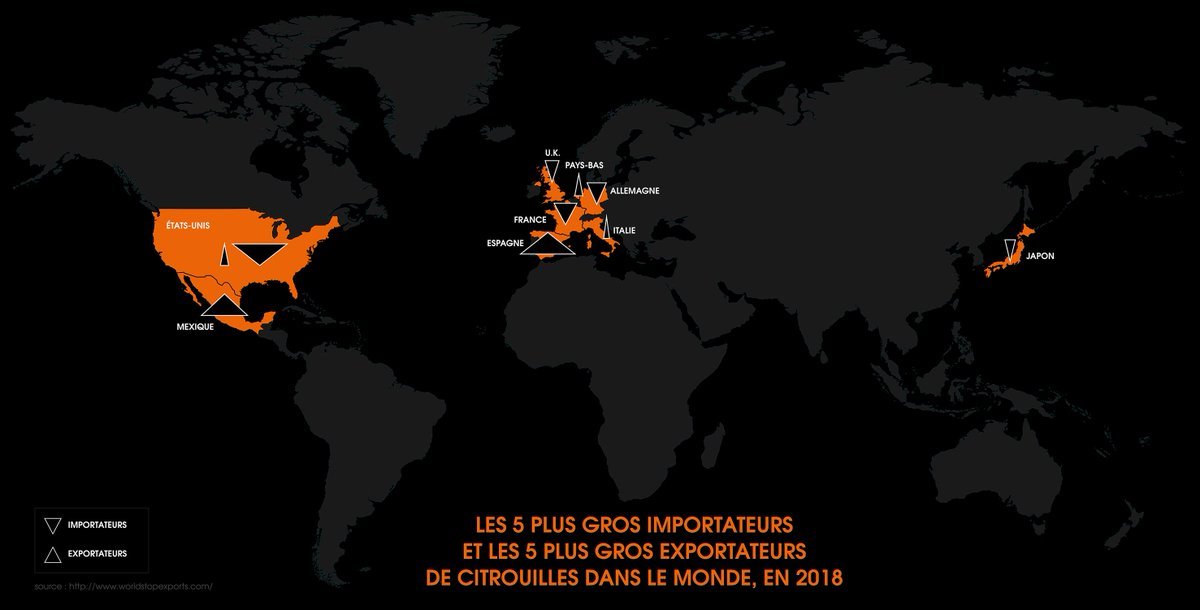 U.K.
PAYS-BAS
ALLEMAGNE
FRANCE
ÉTATS-UNIS
ITALIE
ESPAGNE
JAPON
MEXIQUE
IMPORTATEURS
EXPORTATEURS
source : http://www.worldstopexports.com/
LES 5 PLUS GROS IMPORTATEURS
ET LES 5 PLUS GROS EXPORTATEURS
DE CITROUILLES DANS LE MONDE, EN 2018